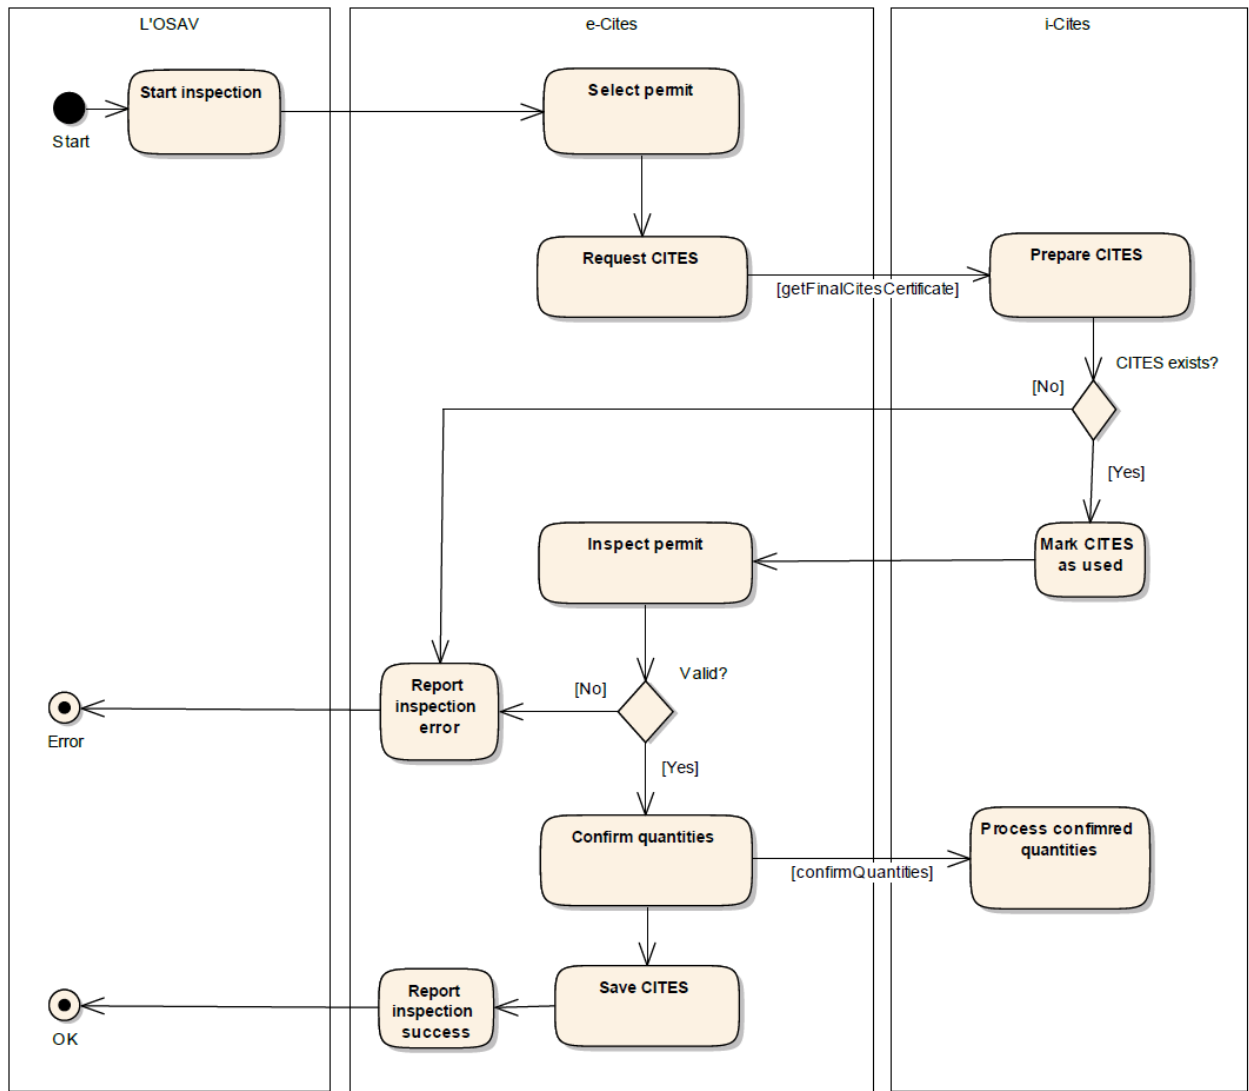 L'OSAV
e-Cites
i-Cites
Start inspection
Select permit
Start
Request CITES
Prepare CITES
[getFinalCitesCertificate]
CITES exists?
[No]
[Yes]
Inspect permit
Mark CITES
as used
Valid?
[No]
Report
inspection
error
Error
[Yes]
Confirm quantities
Process confimred
quantities
[confirmQuantities]
Save CITES
Report
inspection
success
OK